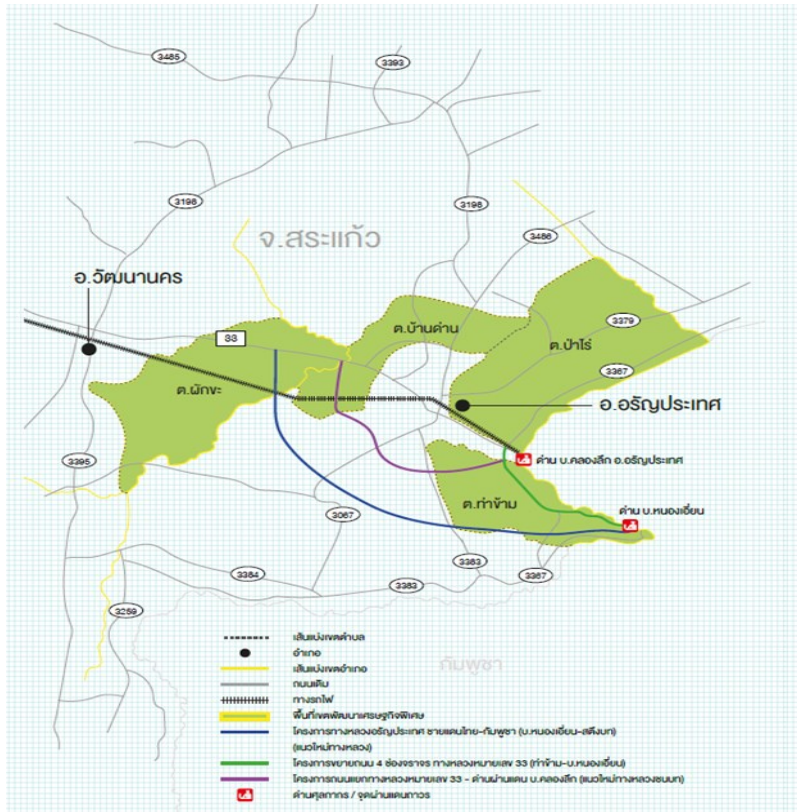 3485
3393
3198
3198
3486
จ.สระแก้ว
อ.วัฒนานคร
33
ต.บ้านด่าน
ต.ป่าไร่
3379
3367
ต.ผักขะ
อ.อรัญประเทศ
3395
ด่าน บ.คลองลึก อ.อรัญประเทศ
ต.ท่าข้าม
ด่าน บ.หนองเอี่ยน
3067
3383
3384
3383
3367
3259
กัมพูชา
เส้นแบ่งเขตตำบล
อำเภอ
เส้นแบ่งเขตอำเภอ
ถนนเดิม
ทางรถไฟ
พื้นที่เขตพัฒนาเศรษฐกิจพิเศษ
โครงการทางหลวงอรัญประเทศ ชายแดนไทย-กัมพูชา (บ.หนองเอี่ยน-สตึงบท)
(แนวใหม่ทางหลวง)
โครงการขยายถนน 4 ช่องจราจร ทางหลวงหมายเลข 33 (ท่าข้าม-บ.หนองเอี่ยน)
โครงการถนนแยกทางหลวงหมายเลข 33 - ด่านผ่านแดน บ.คลองลึก (แนวใหม่ทางหลวงชนบท)
ด่านศุลกากร / จุดผ่านแดนถาวร